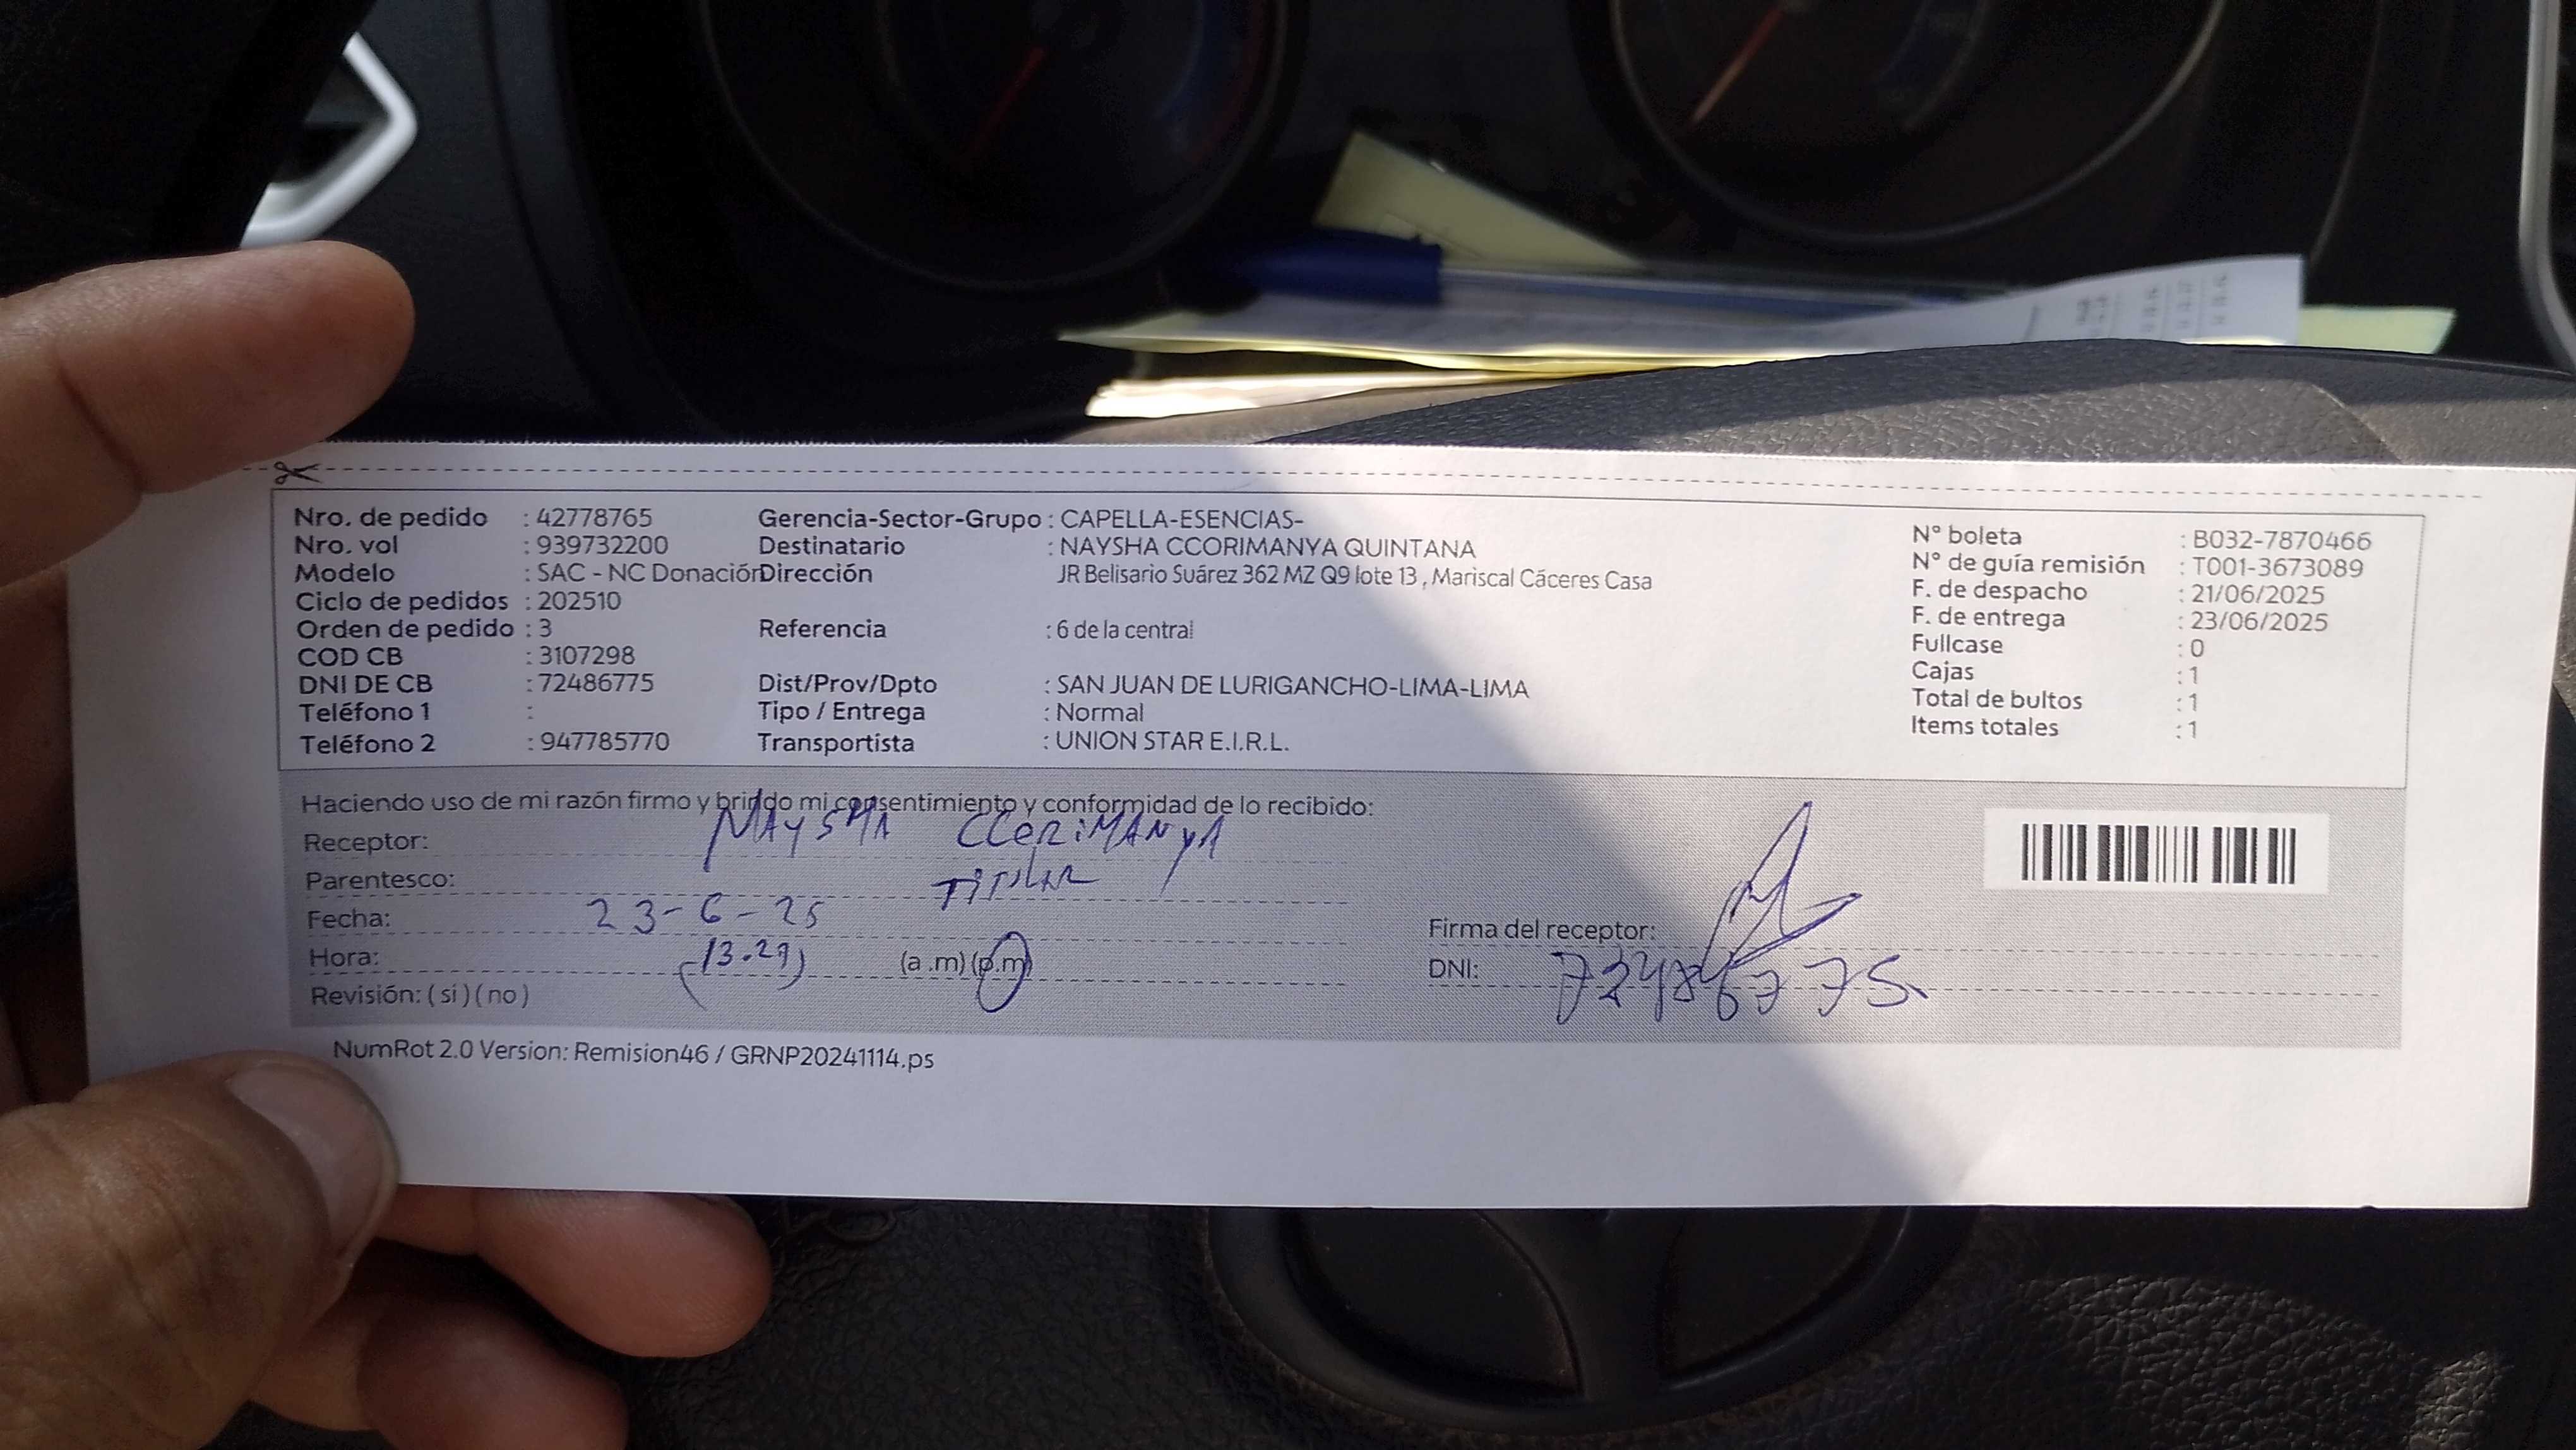 Nro. de pedido : 42778765
Nro. vol : 939732200
Modelo : SAC - NC Donación
Ciclo de pedidos : 202510
Orden de pedido : 3
COD CB : 3107298
DNI DE CB : 72486775
Teléfono 1 :
Teléfono 2 : 947785770
Gerencia-Sector-Grupo : CAPELLA-ESENCIAS-
Destinatario : NAYSHA CCORIMANYA QUINTANA
Dirección JR Belisario Suárez 362 MZ Q9 lote 13 , Mariscal Cáceres Casa
Referencia : 6 de la central
Dist/Prov/Dpto : SAN JUAN DE LURIGANCHO-LIMA-LIMA
Tipo / Entrega : Normal
Transportista : UNION STAR E.I.R.L.
N° boleta : B032-7870466
N° de guía remisión : T001-3673089
F. de despacho : 21/06/2025
F. de entrega : 23/06/2025
Fullcase : 0
Cajas : 1
Total de bultos : 1
Items totales : 1
Haciendo uso de mi razón firmo y brindo mi consentimiento y conformidad de lo recibido:
Receptor: NAYSHA CCORIMANYA
Parentesco: TITULAR
Fecha: 23-6-25
Hora: (13.29) (a .m) (p.m)
Revisión: ( si ) ( no )
Firma del receptor:
DNI: 72486775
NumRot 2.0 Version: Remision46 / GRNP20241114.ps